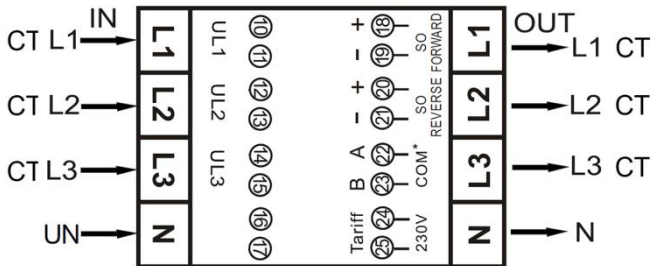 IN
OUT
CT L1
L1
UL1
⑩
⑪
+
⑱
-
⑲
SO
FORWARD
L1
L1 CT
CT L2
L2
UL2
⑫
⑬
+
⑳
-
㉑
SO
REVERSE
L2
L2 CT
CT L3
L3
UL3
⑭
⑮
A
㉒
B
㉓
COM*
L3
L3 CT
UN
N
⑯
⑰
Tariff
㉔
㉕
230V
N
N